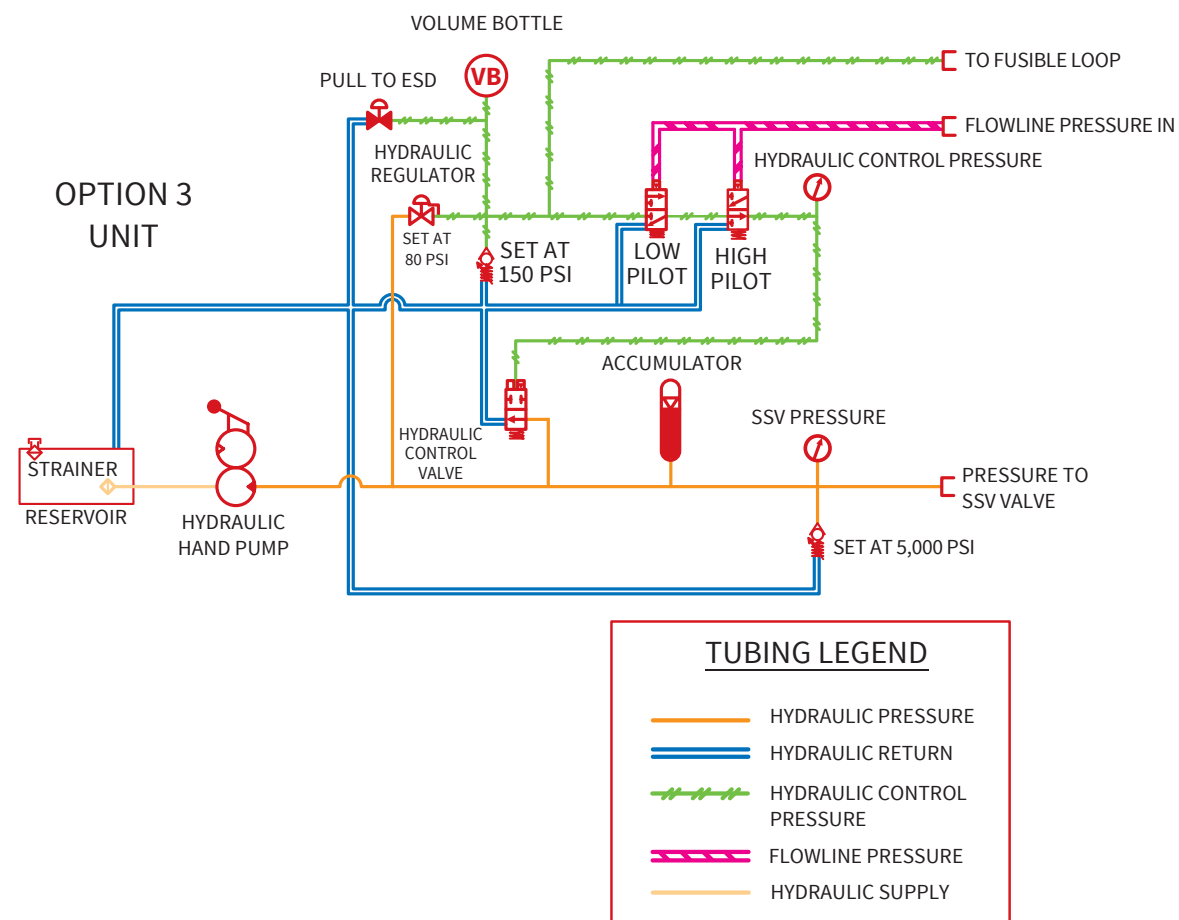 VOLUME BOTTLE
VB
PULL TO ESD
TO FUSIBLE LOOP
FLOWLINE PRESSURE IN
HYDRAULIC
REGULATOR
HYDRAULIC CONTROL PRESSURE
OPTION 3
UNIT
SET AT
80 PSI
SET AT
150 PSI
LOW
PILOT
HIGH
PILOT
ACCUMULATOR
SSV PRESSURE
HYDRAULIC
CONTROL
VALVE
STRAINER
RESERVOIR
HYDRAULIC
HAND PUMP
PRESSURE TO
SSV VALVE
SET AT 5,000 PSI
TUBING LEGEND
HYDRAULIC PRESSURE
HYDRAULIC RETURN
HYDRAULIC CONTROL
PRESSURE
FLOWLINE PRESSURE
HYDRAULIC SUPPLY